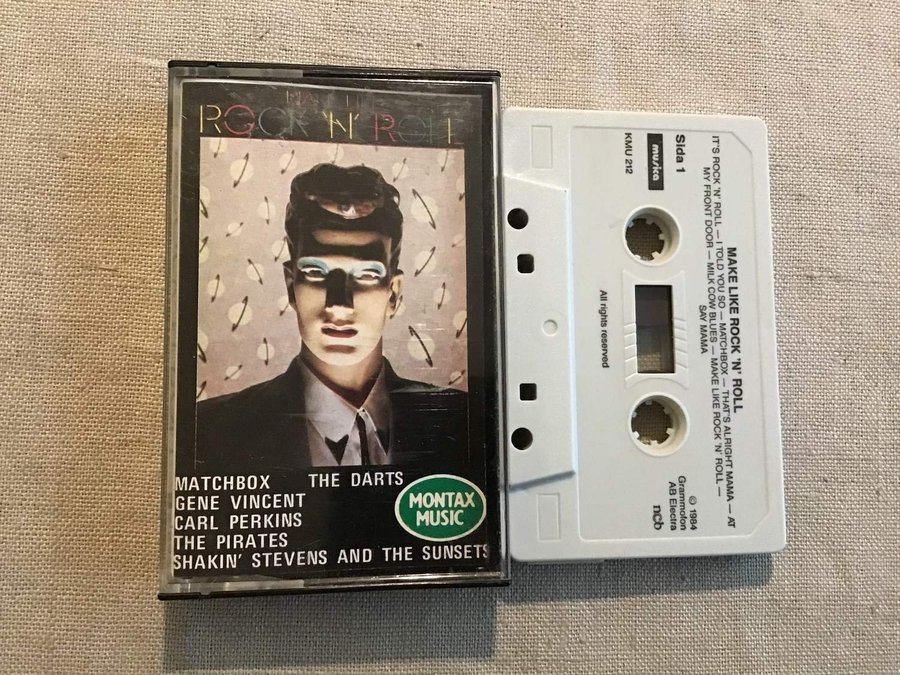 ROCK 'N' ROLL
MATCHBOX THE DARTS
GENE VINCENT
CARL PERKINS
THE PIRATES
SHAKIN' STEVENS AND THE SUNSETS
MONTAX
MUSIC
MAKE LIKE ROCK 'N' ROLL
IT'S ROCK 'N' ROLL — I TOLD YOU SO — MATCHBOX — THAT'S ALRIGHT MAMA — AT
MY FRONT DOOR — MILK COW BLUES — MAKE LIKE ROCK 'N' ROLL —
SAY MAMA
Sida 1
musica
KMU 212
All rights reserved
© 1984
Grammofon
AB Electra
ncb